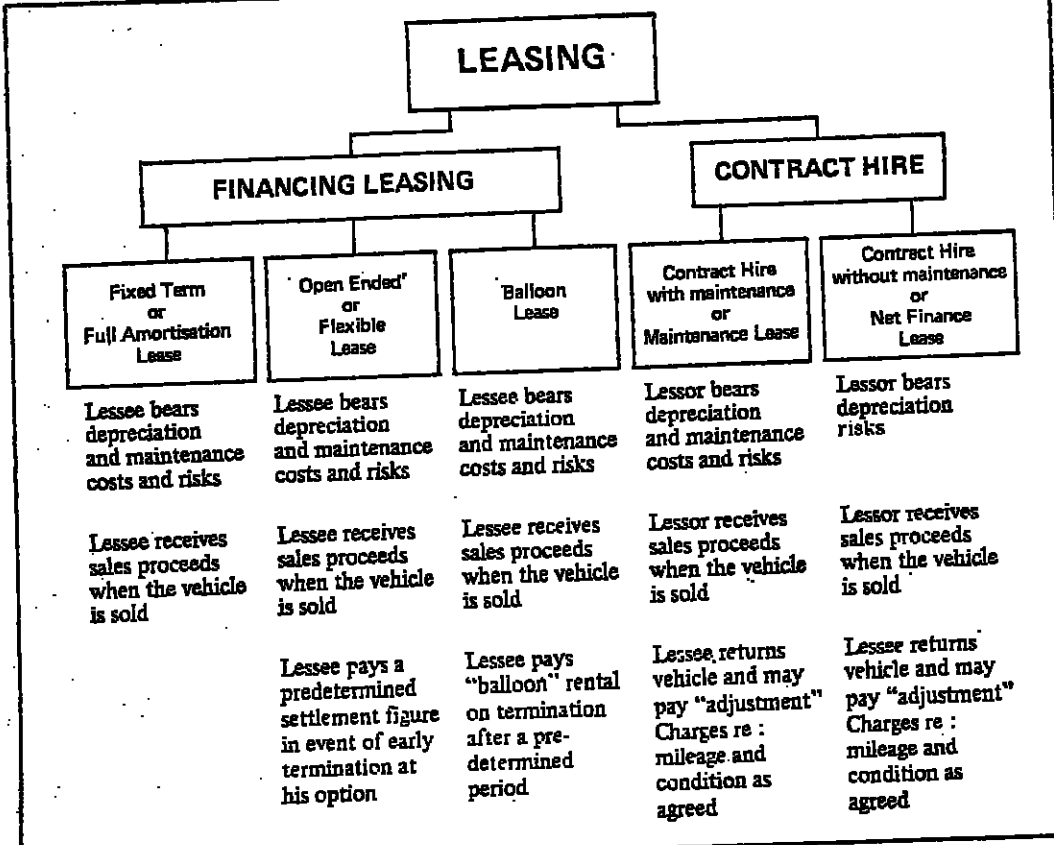 LEASING
FINANCING LEASING
CONTRACT HIRE
Fixed Term
or
Full Amortisation
Lease
Open Ended'
or
Flexible
Lease
Balloon
Lease
Contract Hire
with maintenance
or
Maintenance Lease
Contract Hire
without maintenance
or
Net Finance
Lease
Lessee bears
depreciation
and maintenance
costs and risks
Lessee bears
depreciation
and maintenance
costs and risks
Lessee bears
depreciation
and maintenance
costs and risks
Lessor bears
depreciation
and maintenance
costs and risks
Lessor bears
depreciation
risks
Lessee receives
sales proceeds
when the vehicle
is sold
Lessee receives
sales proceeds
when the vehicle
is sold
Lessee receives
sales proceeds
when the vehicle
is sold
Lessor receives
sales proceeds
when the vehicle
is sold
Lessor receives
sales proceeds
when the vehicle
is sold
Lessee pays a
predetermined
settlement figure
in event of early
termination at
his option
Lessee pays
"balloon" rental
on termination
after a pre-
determined
period
Lessee returns
vehicle and may
pay "adjustment"
Charges re :
mileage and
condition as
agreed
Lessee returns
vehicle and may
pay "adjustment"
Charges re :
mileage and
condition as
agreed